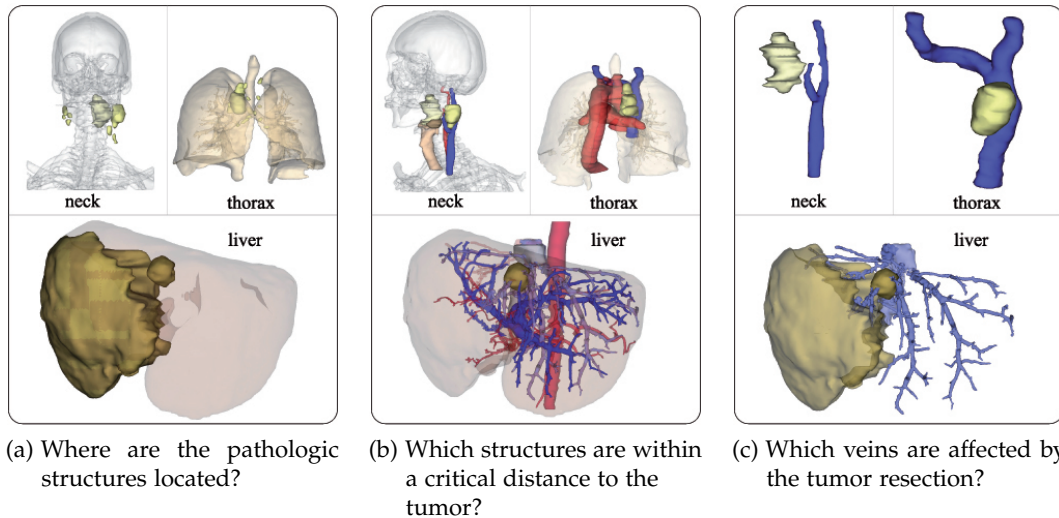 neck
thorax
liver
neck
thorax
liver
neck
thorax
liver
(a) Where are the pathologic
structures located?
(b) Which structures are within
a critical distance to the
tumor?
(c) Which veins are affected by
the tumor resection?